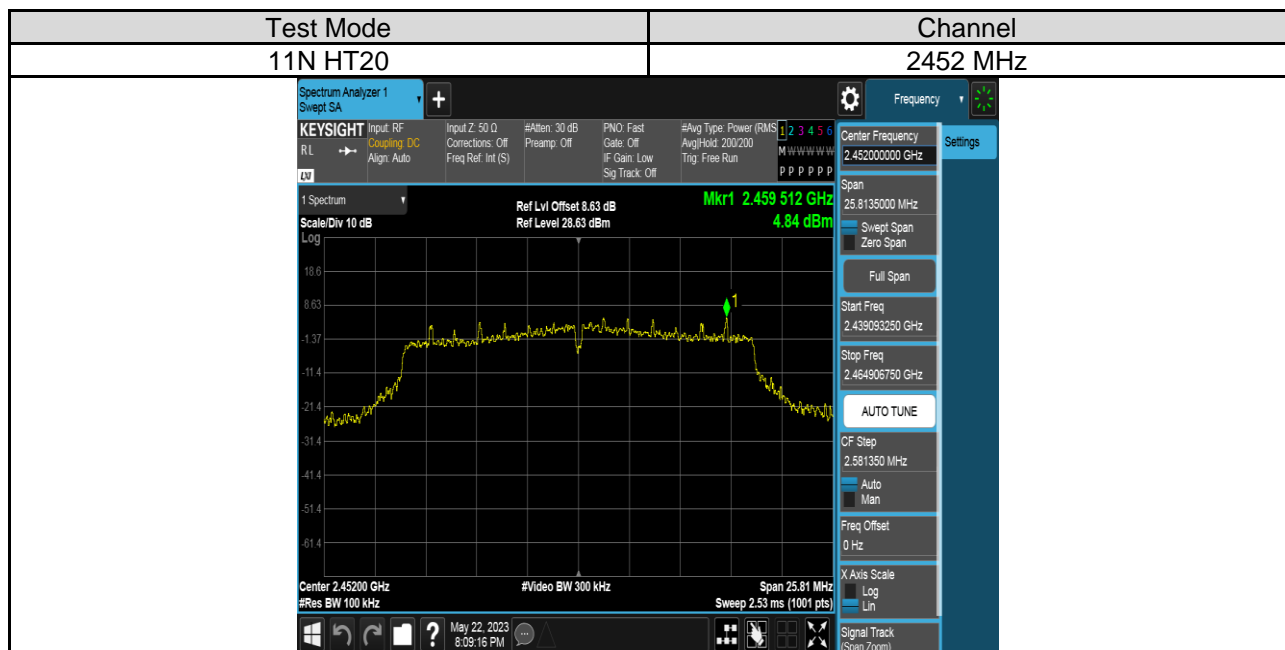 Test Mode Channel
11N HT20 2452 MHz
Spectrum Analyzer 1
Swept SA
Frequency
KEYSIGHT
RL
LXI
Input: RF
Coupling: DC
Align: Auto
Input Z: 50 Ω
Corrections: Off
Freq Ref: Int (S)
#Atten: 30 dB
Preamp: Off
PNO: Fast
Gate: Off
IF Gain: Low
Sig Track: Off
#Avg Type: Power (RMS
Avg|Hold: 200/200
Trig: Free Run
1 2 3 4 5 6
M W W W W W
P P P P P P
1 Spectrum
Scale/Div 10 dB
Log
Ref Lvl Offset 8.63 dB
Ref Level 28.63 dBm
Mkr1 2.459 512 GHz
4.84 dBm
18.6
8.63
-1.37
-11.4
-21.4
-31.4
-41.4
-51.4
-61.4
1
Center 2.45200 GHz
#Res BW 100 kHz
#Video BW 300 kHz
Span 25.81 MHz
Sweep 2.53 ms (1001 pts)
Center Frequency
2.452000000 GHz
Settings
Span
25.8135000 MHz
Swept Span
Zero Span
Full Span
Start Freq
2.439093250 GHz
Stop Freq
2.464906750 GHz
AUTO TUNE
CF Step
2.581350 MHz
Auto
Man
Freq Offset
0 Hz
X Axis Scale
Log
Lin
Signal Track
(Span Zoom)
?
May 22, 2023
8:09:16 PM